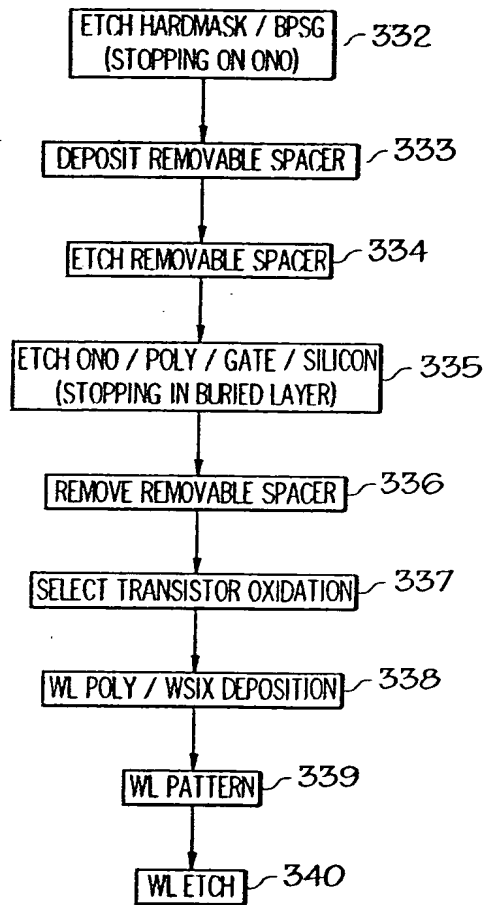 ETCH HARDMASK / BPSG
(STOPPING ON ONO)
332
DEPOSIT REMOVABLE SPACER
333
ETCH REMOVABLE SPACER
334
ETCH ONO / POLY / GATE / SILICON
(STOPPING IN BURIED LAYER)
335
REMOVE REMOVABLE SPACER
336
SELECT TRANSISTOR OXIDATION
337
WL POLY / WSIX DEPOSITION
338
WL PATTERN
339
WL ETCH
340